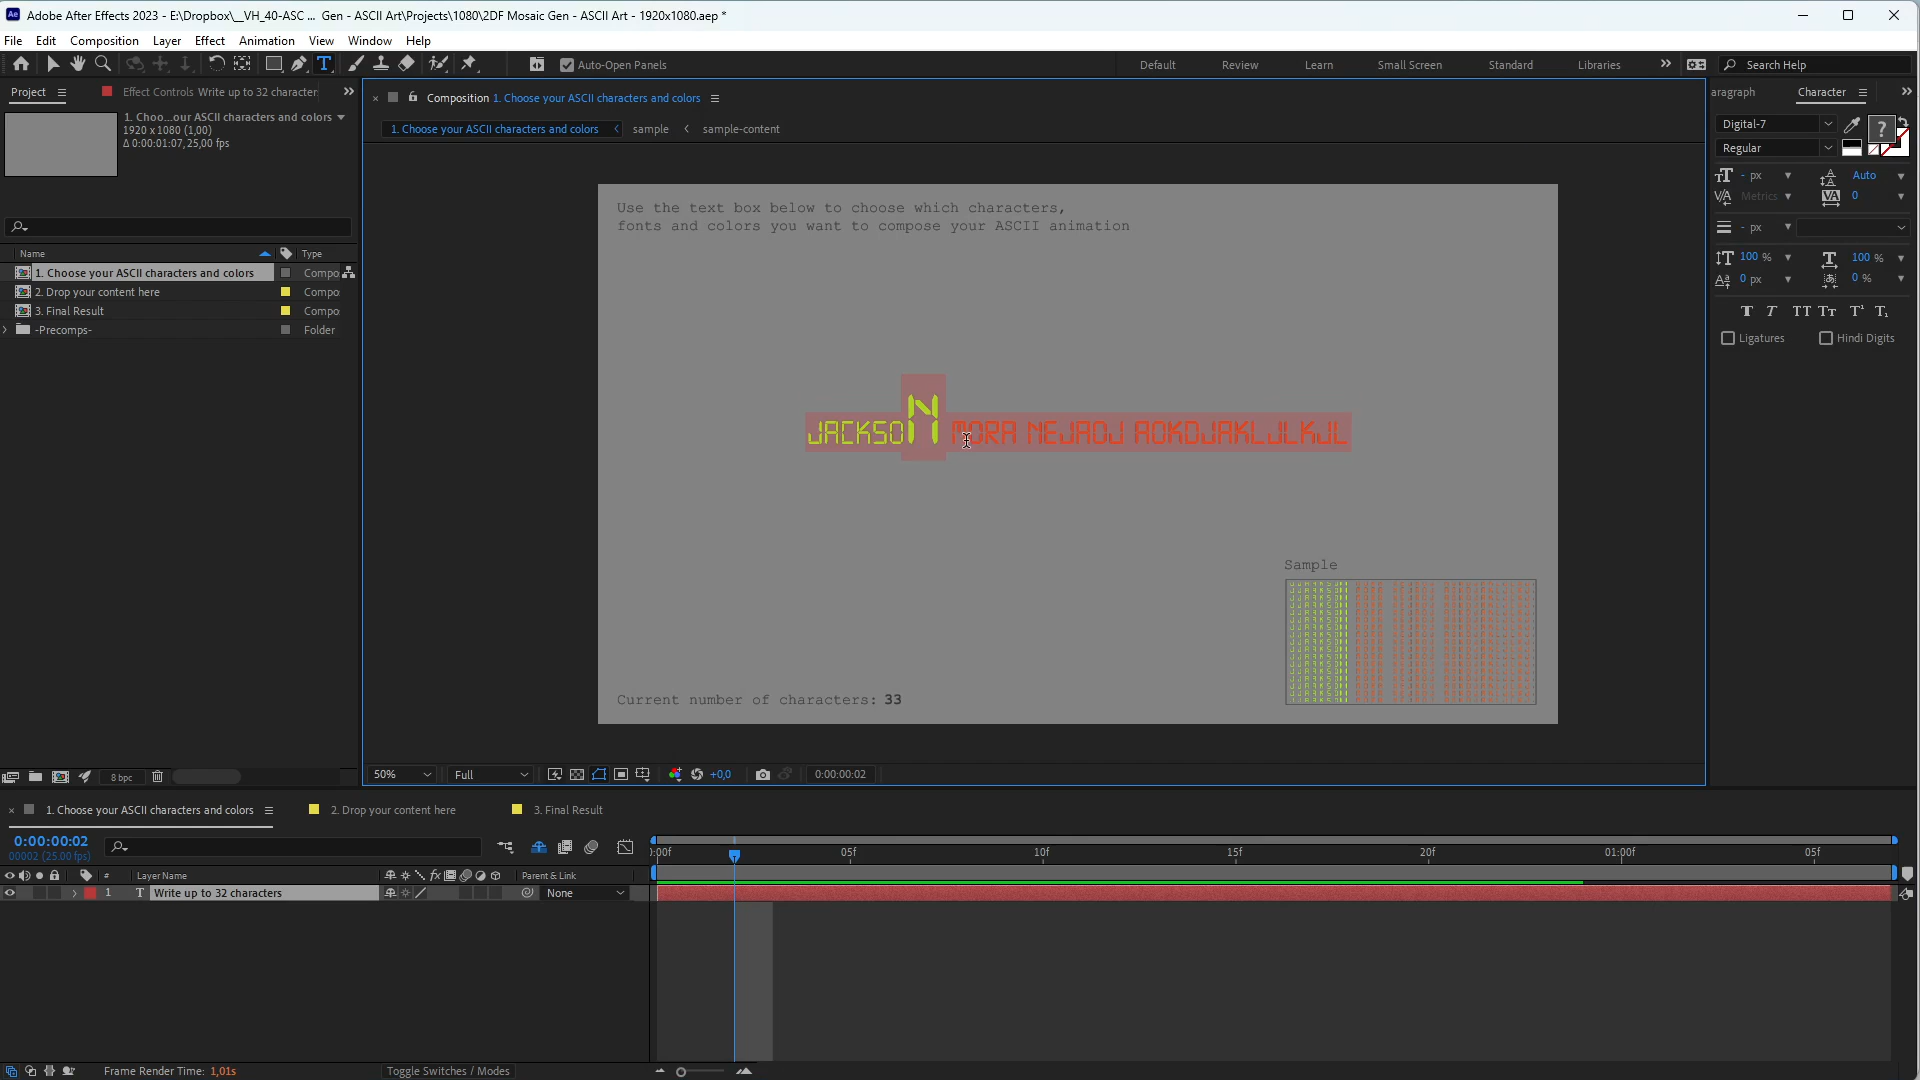 Adobe After Effects 2023 - E:\Dropbox\__VH_40-ASC ... Gen - ASCII Art\Projects\1080\2DF Mosaic Gen - ASCII Art - 1920x1080.aep *
File Edit Composition Layer Effect Animation View Window Help
Auto-Open Panels
Default Review Learn Small Screen Standard Libraries
Search Help
Project
Effect Controls Write up to 32 character
Composition 1. Choose your ASCII characters and colors
aragraph Character
1. Choo...our ASCII characters and colors
1920 x 1080 (1,00)
Δ 0:00:01:07, 25,00 fps
1. Choose your ASCII characters and colors sample sample-content
Digital-7
Regular
- px Auto
Metrics 0
- px
100 % 100 %
0 px 0 %
Ligatures Hindi Digits
Name Type
1. Choose your ASCII characters and colors Compo
2. Drop your content here Compo
3. Final Result Compo
-Precomps- Folder
Use the text box below to choose which characters,
fonts and colors you want to compose your ASCII animation
JACKSON MORA NEJADJ AOKDJAKLJLKJL
Sample
Current number of characters: 33
8 bpc
50% Full +0,0 0:00:00:02
1. Choose your ASCII characters and colors 2. Drop your content here 3. Final Result
0:00:00:02
00002 (25.00 fps)
):00f 05f 10f 15f 20f 01:00f 05f
# Layer Name Parent & Link
1 T Write up to 32 characters None
Frame Render Time: 1,01s Toggle Switches / Modes